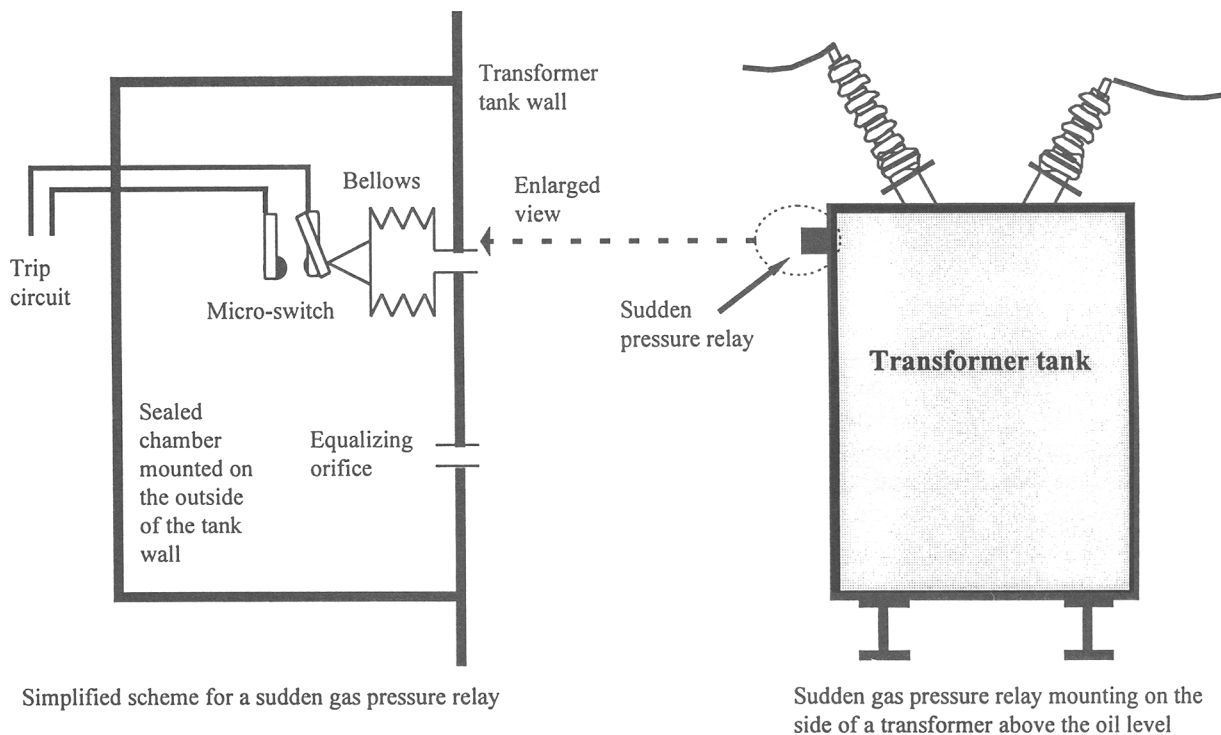 Transformer
tank wall
Bellows
Enlarged
view
Trip
circuit
Micro-switch
Sealed
chamber
mounted on
the outside
of the tank
wall
Equalizing
orifice
Simplified scheme for a sudden gas pressure relay
Sudden
pressure relay
Transformer tank
Sudden gas pressure relay mounting on the
side of a transformer above the oil level